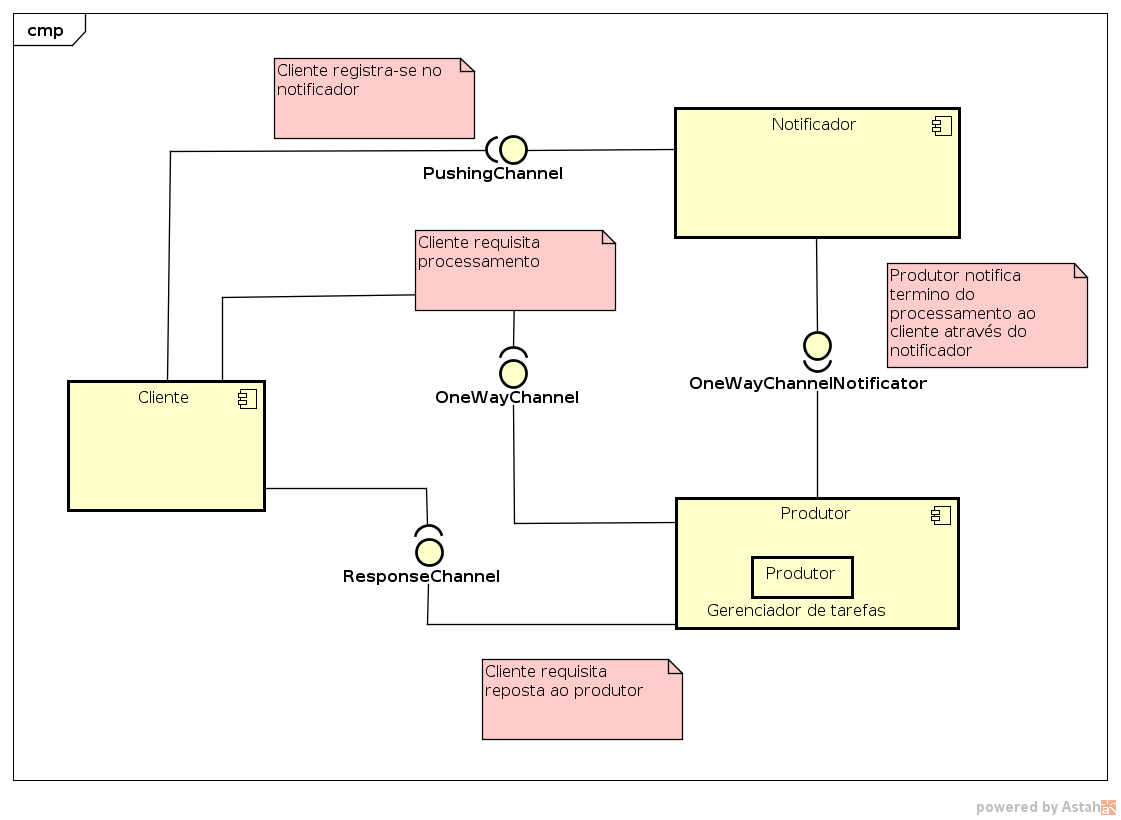 cmp
Cliente registra-se no
notificador
Notificador
PushingChannel
Cliente requisita
processamento
Produtor notifica
termino do
processamento ao
cliente através do
notificador
OneWayChannelNotificator
Cliente
OneWayChannel
Produtor
Produtor
Gerenciador de tarefas
ResponseChannel
Cliente requisita
reposta ao produtor
powered by Astah